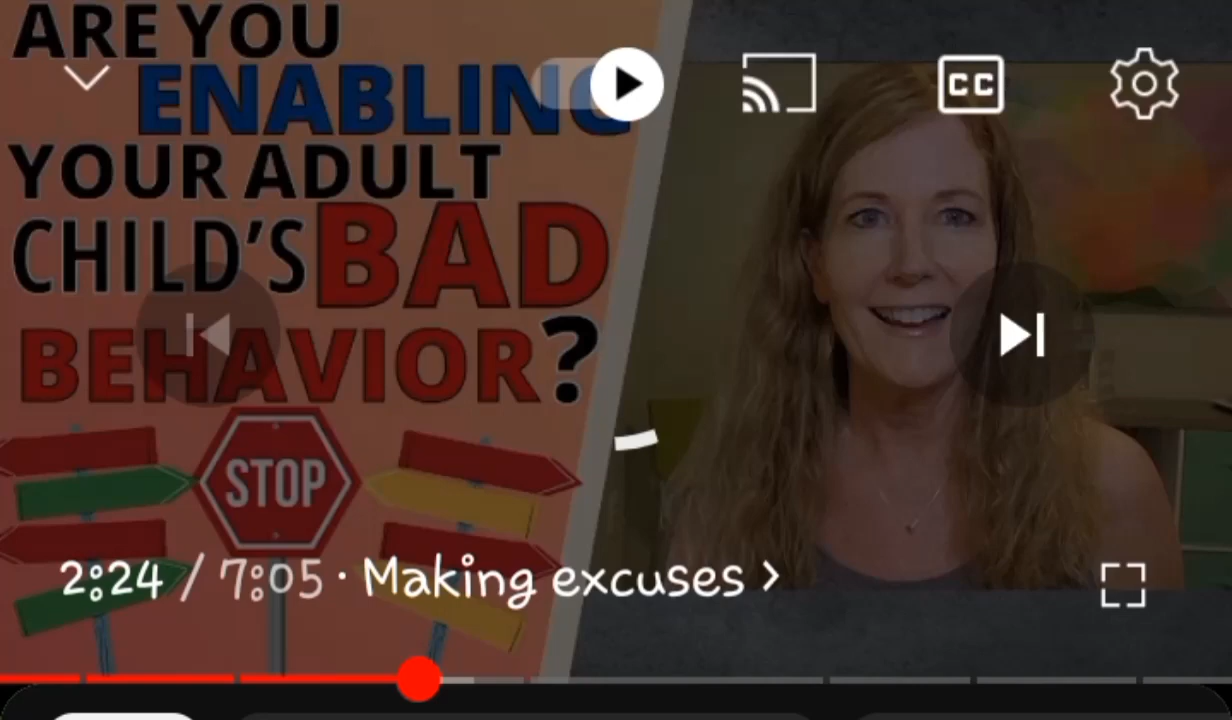 ARE YOU
ENABLING
YOUR ADULT
CHILD'S BAD
BEHAVIOR?
CC
STOP
2:24 / 7:05 · Making excuses >